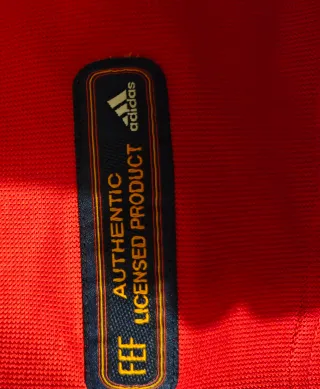 adidas
AUTHENTIC
LICENSED PRODUCT
FEF